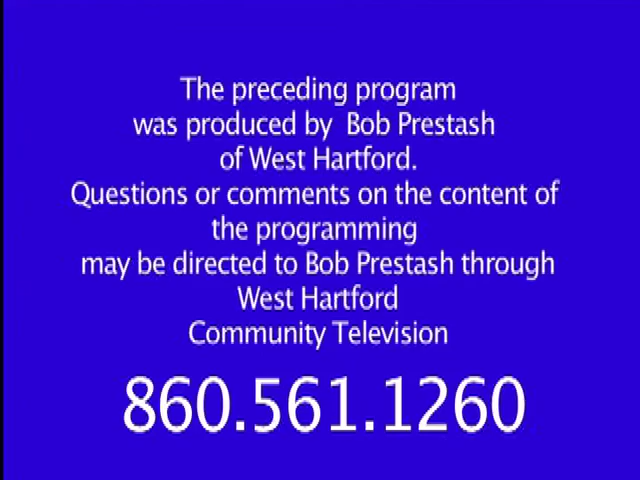 The preceding program
was produced by  Bob Prestash
of West Hartford.
Questions or comments on the content of
the programming
may be directed to Bob Prestash through
West Hartford
Community Television
860.561.1260